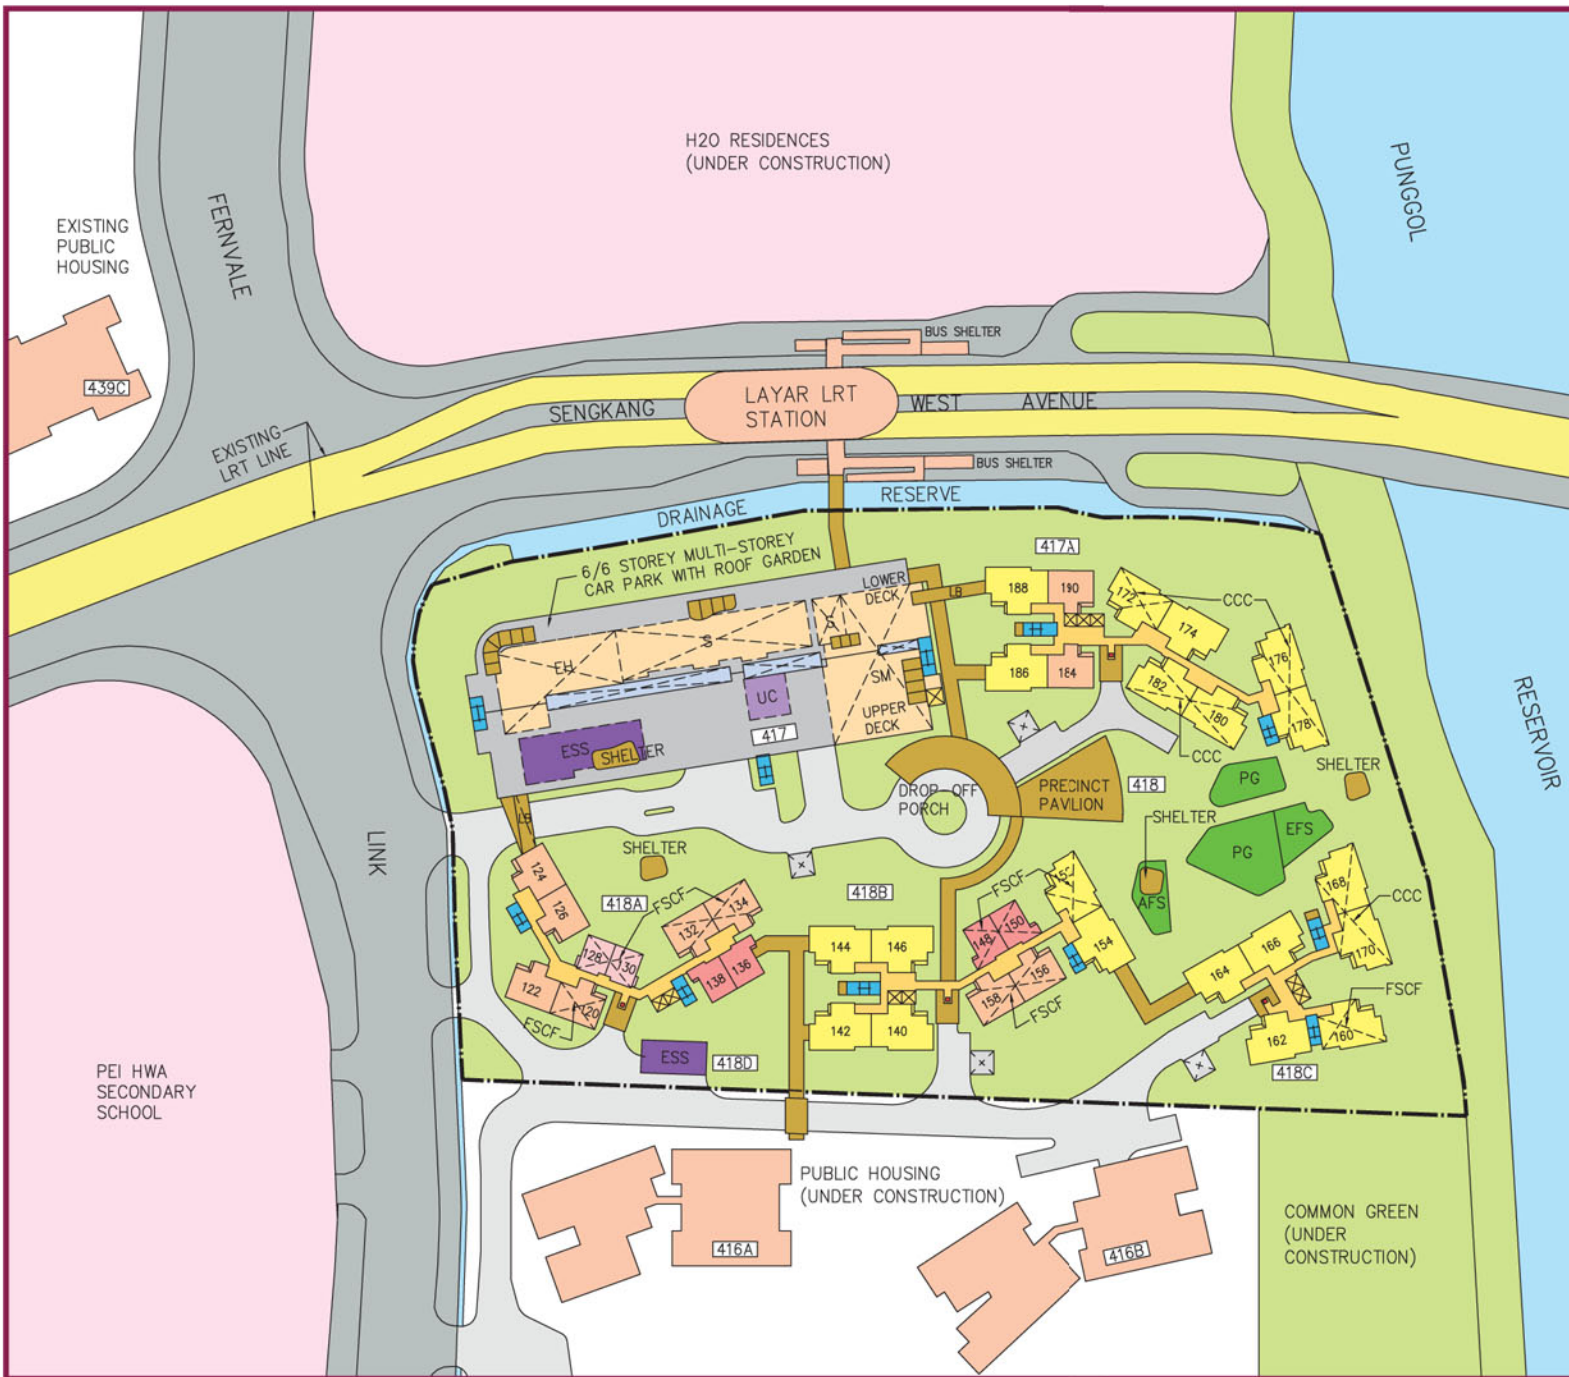 H2O RESIDENCES
(UNDER CONSTRUCTION)
PUNGGOL
FERNVALE
EXISTING
PUBLIC
HOUSING
BUS SHELTER
439C
LAYAR LRT
STATION
SENGKANG
WEST
AVENUE
EXISTING
LRT LINE
BUS SHELTER
DRAINAGE
RESERVE
6/6 STOREY MULTI-STOREY
CAR PARK WITH ROOF GARDEN
417A
LOWER
DECK
LB
188
190
172
CCC
174
S
S
EH
SM
186
184
176
182
180
178
CCC
UC
UPPER
DECK
417
ESS
SHELTER
RESERVOIR
DROP-OFF
PORCH
PRECINCT
PAVILION
418
PG
SHELTER
SHELTER
EFS
PG
LINK
LB
SHELTER
124
126
418A
FSCF
134
132
418B
FSCF
150
148
154
AFS
168
CCC
170
166
164
144
146
128
130
138
136
122
120
FSCF
156
158
FSCF
142
140
FSCF
162
160
418C
ESS
418D
PEI HWA
SECONDARY
SCHOOL
PUBLIC HOUSING
(UNDER CONSTRUCTION)
416A
416B
COMMON GREEN
(UNDER
CONSTRUCTION)